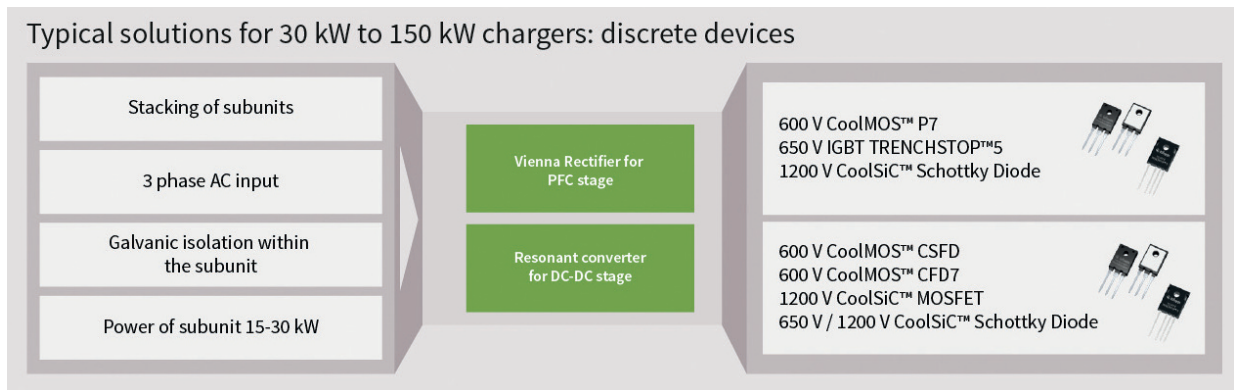 Typical solutions for 30 kW to 150 kW chargers: discrete devices
Stacking of subunits
3 phase AC input
Galvanic isolation within
the subunit
Power of subunit 15-30 kW
Vienna Rectifier for
PFC stage
Resonant converter
for DC-DC stage
600 V CoolMOS™ P7
650 V IGBT TRENCHSTOP™5
1200 V CoolSiC™ Schottky Diode
600 V CoolMOS™ CSFD
600 V CoolMOS™ CFD7
1200 V CoolSiC™ MOSFET
650 V / 1200 V CoolSiC™ Schottky Diode